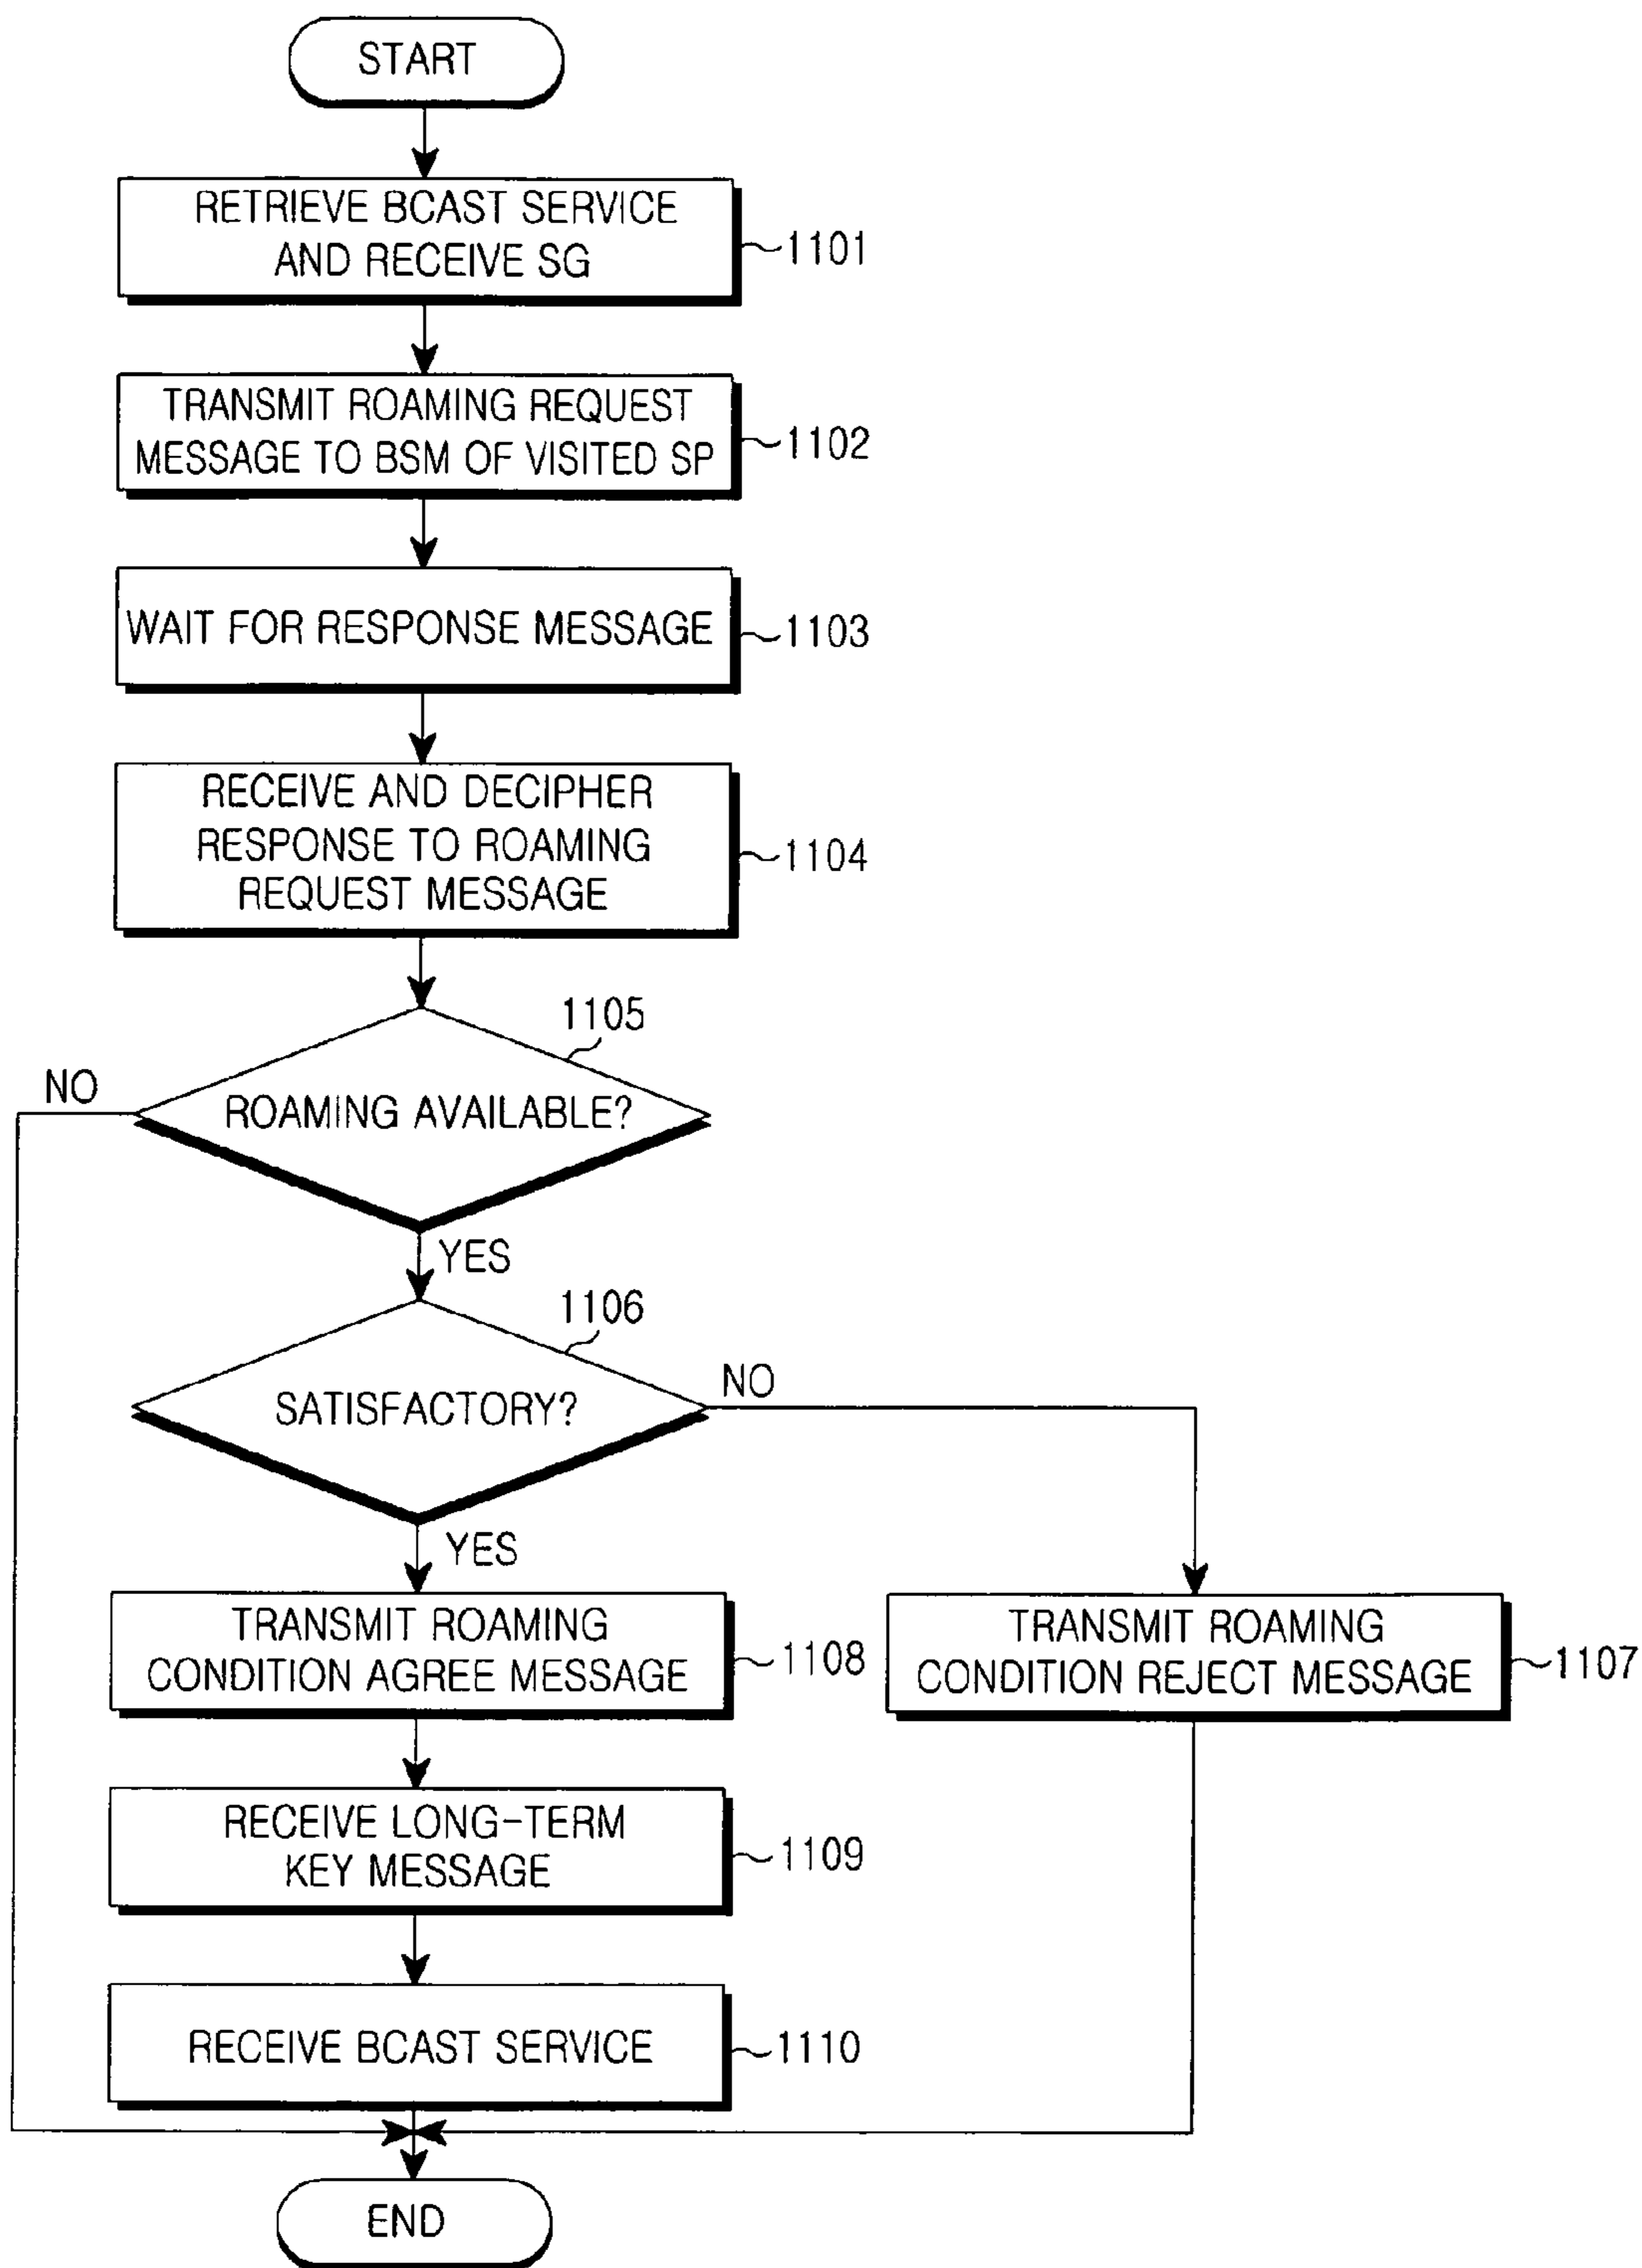 START
RETRIEVE BCAST SERVICE
AND RECEIVE SG
1101
TRANSMIT ROAMING REQUEST
MESSAGE TO BSM OF VISITED SP
1102
WAIT FOR RESPONSE MESSAGE
1103
RECEIVE AND DECIPHER
RESPONSE TO ROAMING
REQUEST MESSAGE
1104
1105
NO
ROAMING AVAILABLE?
YES
1106
NO
SATISFACTORY?
YES
TRANSMIT ROAMING
CONDITION AGREE MESSAGE
1108
TRANSMIT ROAMING
CONDITION REJECT MESSAGE
1107
RECEIVE LONG-TERM
KEY MESSAGE
1109
RECEIVE BCAST SERVICE
1110
END